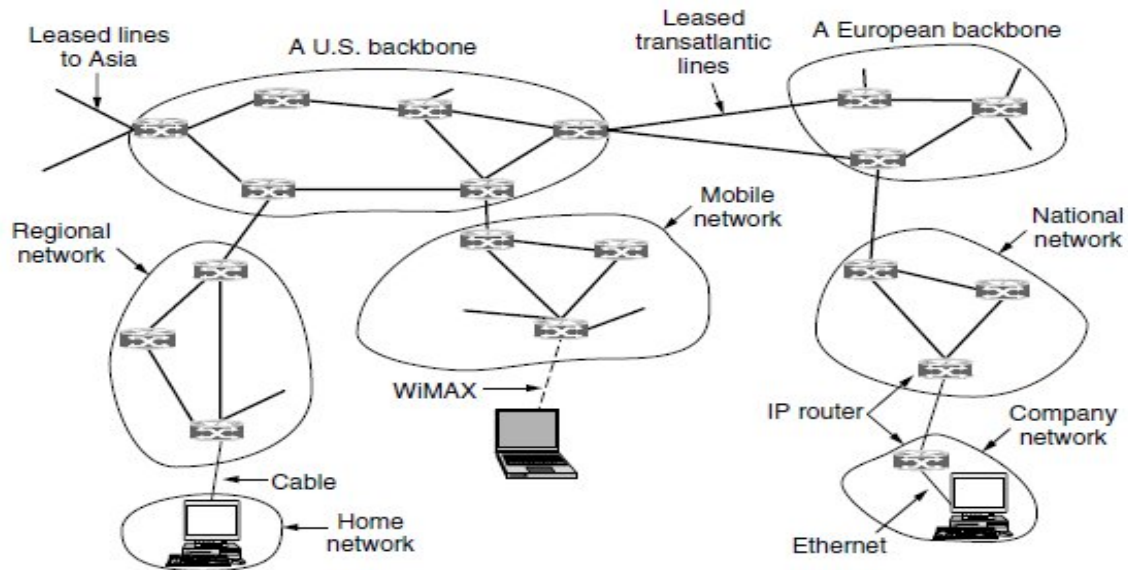 Leased lines
to Asia
A U.S. backbone
Leased
transatlantic
lines
A European backbone
Regional
network
Mobile
network
National
network
WiMAX
IP router
Company
network
Cable
Home
network
Ethernet